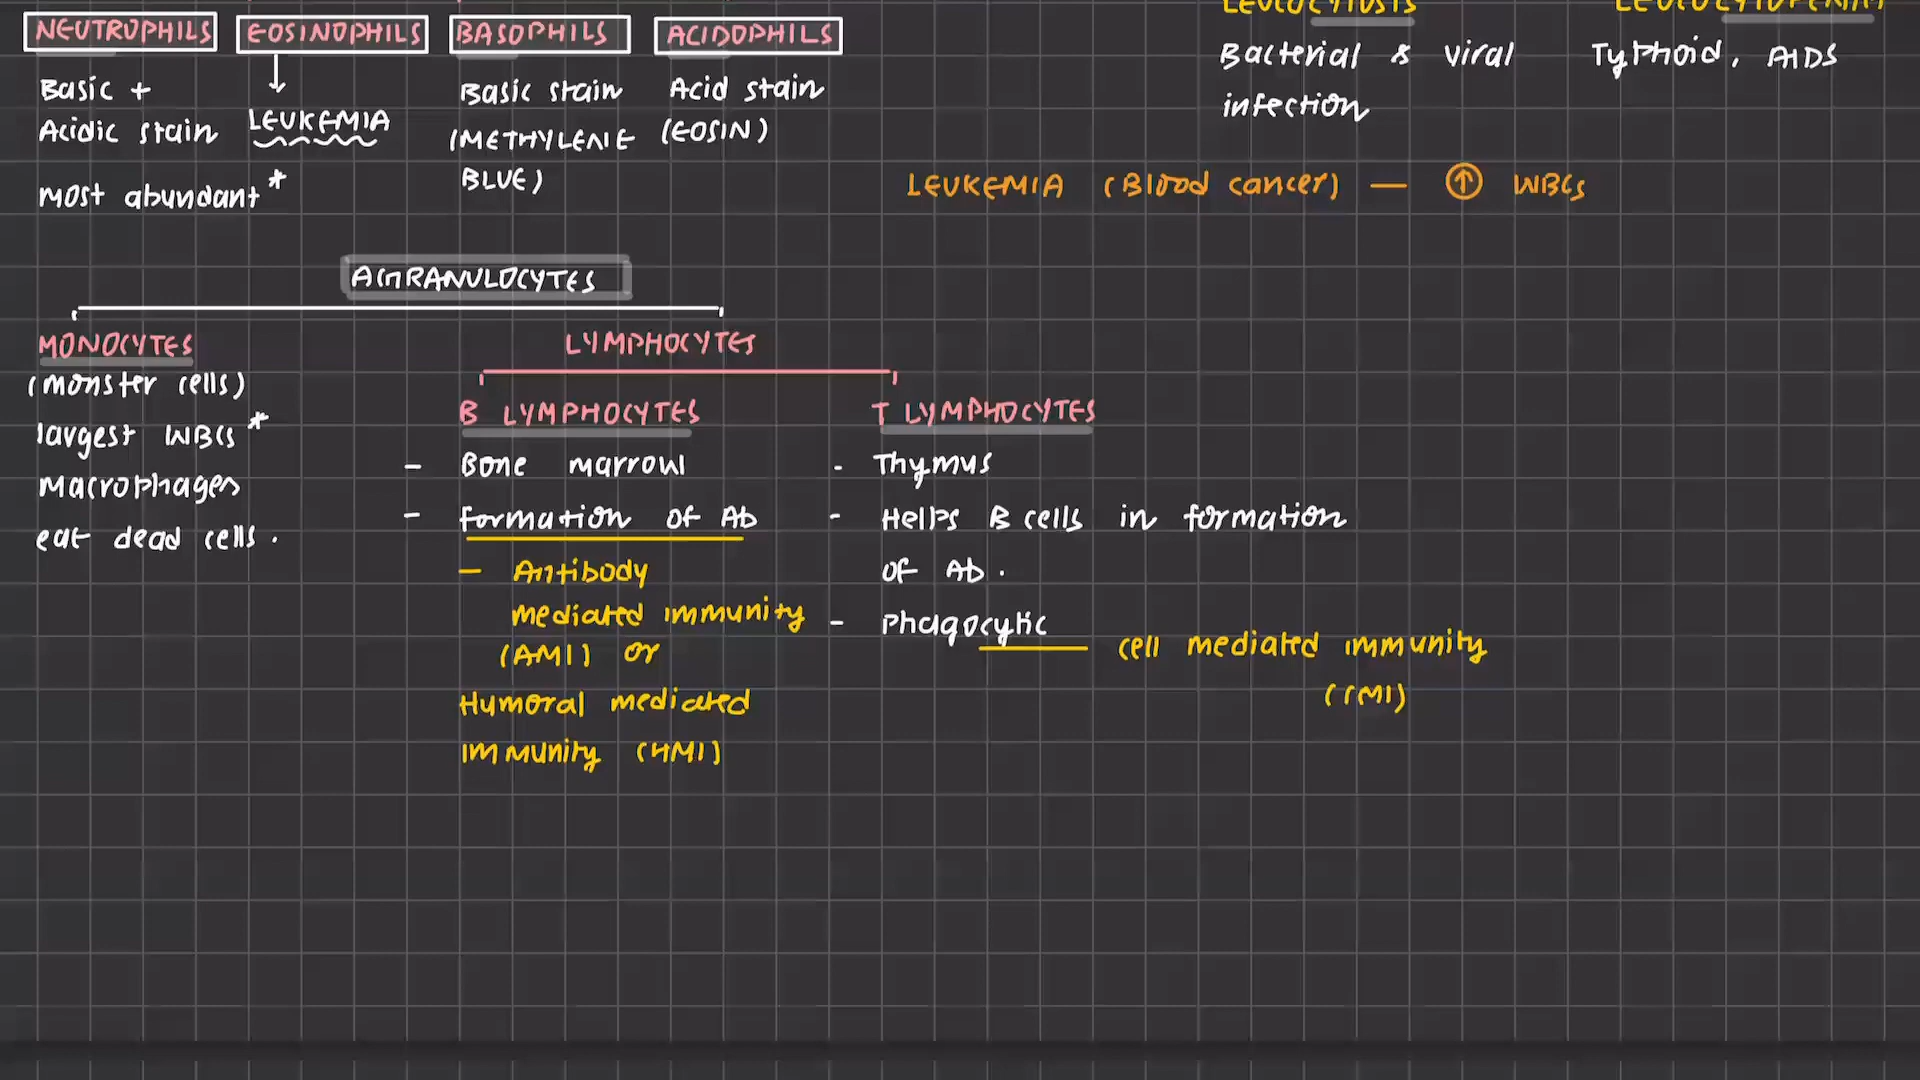 LEUCOCYTOSIS LEUCOCYTOPENIA
NEUTROPHILS EOSINOPHILS BASOPHILS ACIDOPHILS
Basic +
Acidic stain
most abundant*
LEUKEMIA
Basic stain
(METHYLENE
BLUE)
Acid stain
(EOSIN)
Bacterial & viral
infection
Typhoid, AIDS
LEUKEMIA (Blood cancer) — ↑ WBCs
AGRANULOCYTES
MONOCYTES
(monster cells)
largest WBCs*
Macrophages
eat dead cells.
LYMPHOCYTES
B LYMPHOCYTES
- Bone marrow
- formation of Ab
- Antibody
mediated immunity
(AMI) or
Humoral mediated
immunity (HMI)
T LYMPHOCYTES
- Thymus
- Helps B cells in formation
of Ab.
- Phagocytic
cell mediated immunity
(CMI)